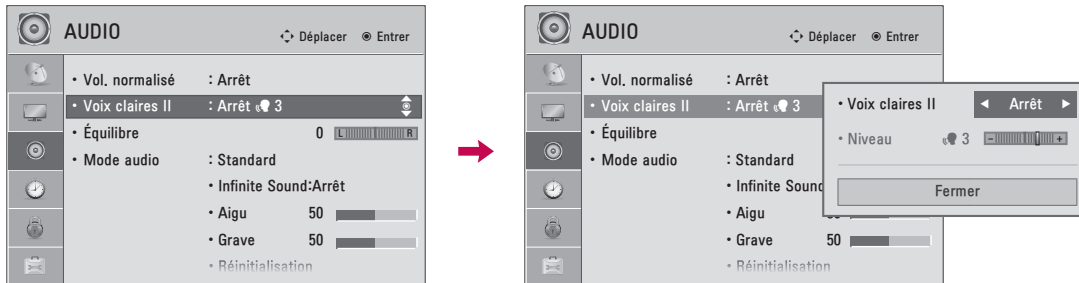 AUDIO
Déplacer Entrer
• Vol. normalisé : Arrêt
• Voix claires II : Arrêt 3
• Équilibre 0 L R
• Mode audio : Standard
• Infinite Sound:Arrêt
• Aigu 50
• Grave 50
• Réinitialisation
AUDIO
Déplacer Entrer
• Vol. normalisé : Arrêt
• Voix claires II : Arrêt 3
• Équilibre
• Mode audio : Standard
• Infinite Sound
• Aigu
• Grave 50
• Réinitialisation
• Voix claires II ◄ Arrêt ►
• Niveau 3 - +
Fermer